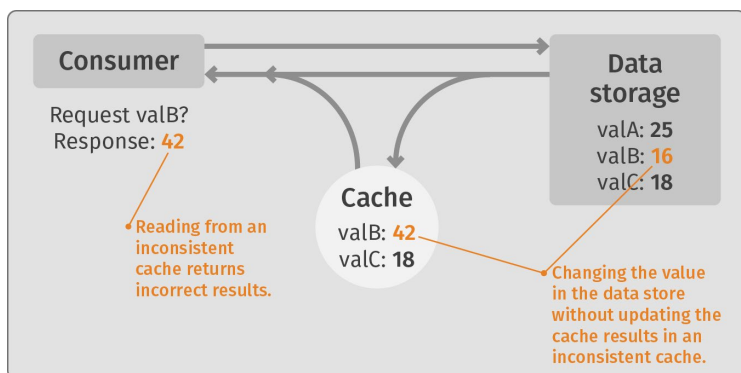 Consumer
Request valB?
Response: 42
Reading from an
inconsistent
cache returns
incorrect results.
Cache
valB: 42
valC: 18
Data
storage
valA: 25
valB: 16
valC: 18
Changing the value
in the data store
without updating the
cache results in an
inconsistent cache.